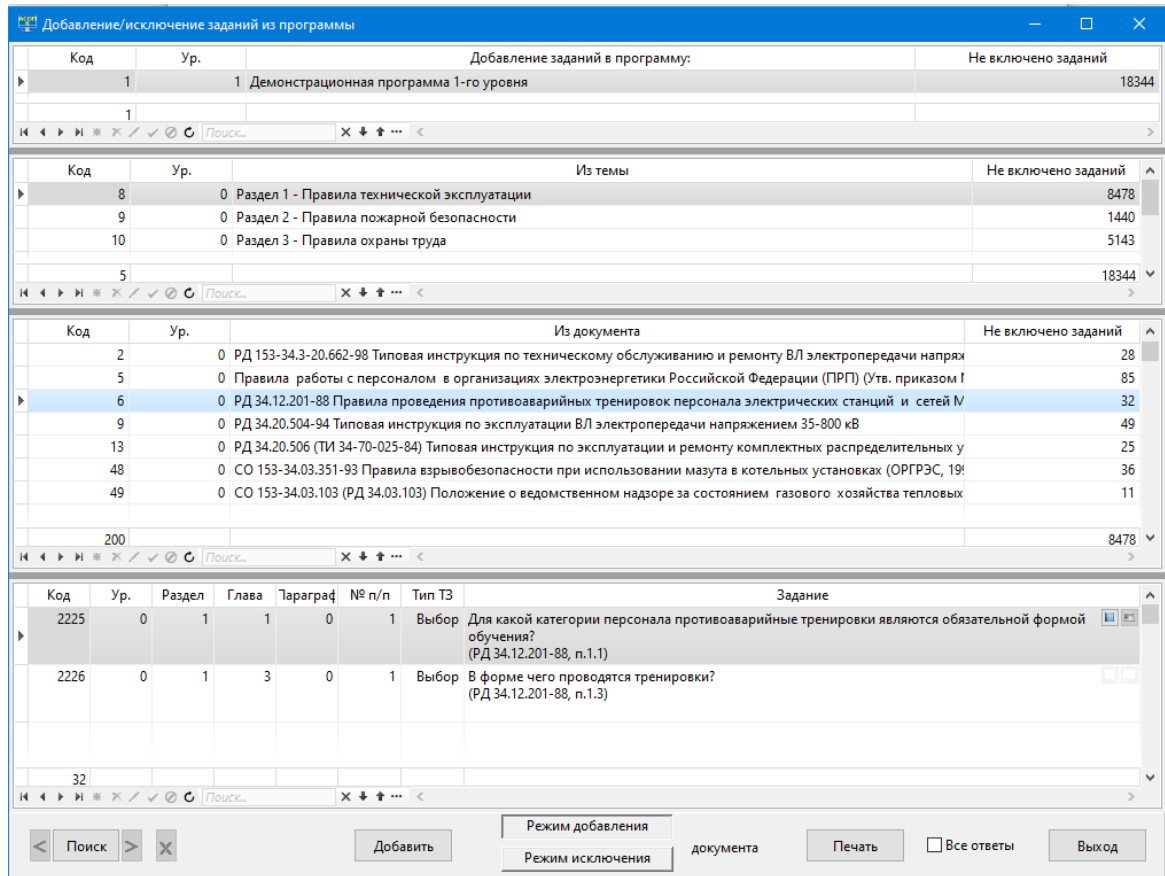 Добавление/исключение заданий из программы
Код Ур. Добавление заданий в программу: Не включено заданий
1 1 Демонстрационная программа 1-го уровня 18344
1
Поиск...
Код Ур. Из темы Не включено заданий
8 0 Раздел 1 - Правила технической эксплуатации 8478
9 0 Раздел 2 - Правила пожарной безопасности 1440
10 0 Раздел 3 - Правила охраны труда 5143
5 18344
Поиск...
Код Ур. Из документа Не включено заданий
2 0 РД 153-34.3-20.662-98 Типовая инструкция по техническому обслуживанию и ремонту ВЛ электропередачи напряж 28
5 0 Правила работы с персоналом в организациях электроэнергетики Российской Федерации (ПРП) (Утв. приказом 85
6 0 РД 34.12.201-88 Правила проведения противоаварийных тренировок персонала электрических станций и сетей М 32
9 0 РД 34.20.504-94 Типовая инструкция по эксплуатации ВЛ электропередачи напряжением 35-800 кВ 49
13 0 РД 34.20.506 (ТИ 34-70-025-84) Типовая инструкция по эксплуатации и ремонту комплектных распределительных у 25
48 0 СО 153-34.03.351-93 Правила взрывобезопасности при использовании мазута в котельных установках (ОРГРЭС, 19 36
49 0 СО 153-34.03.103 (РД 34.03.103) Положение о ведомственном надзоре за состоянием газового хозяйства тепловых 11
200 8478
Поиск...
Код Ур. Раздел Глава Параграф № п/п Тип ТЗ Задание
2225 0 1 1 0 1 Выбор Для какой категории персонала противоаварийные тренировки являются обязательной формой
обучения?
(РД 34.12.201-88, п.1.1)
2226 0 1 3 0 1 Выбор В форме чего проводятся тренировки?
(РД 34.12.201-88, п.1.3)
32
Поиск...
< Поиск > X Добавить Режим добавления
Режим исключения
документа Печать Все ответы Выход